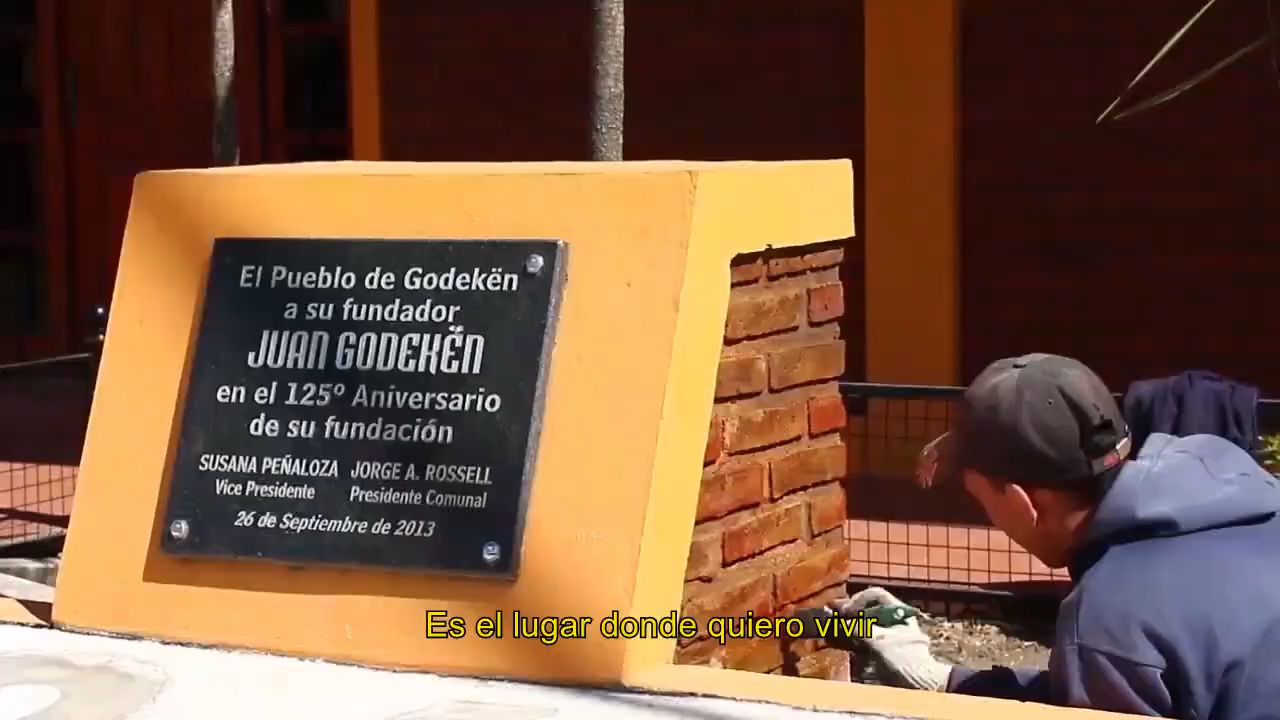 El Pueblo de Godekën
a su fundador
JUAN GODEKËN
en el 125º Aniversario
de su fundación
SUSANA PEÑALOZA JORGE A. ROSSELL
Vice Presidente Presidente Comunal
26 de Septiembre de 2013
Es el lugar donde quiero vivir